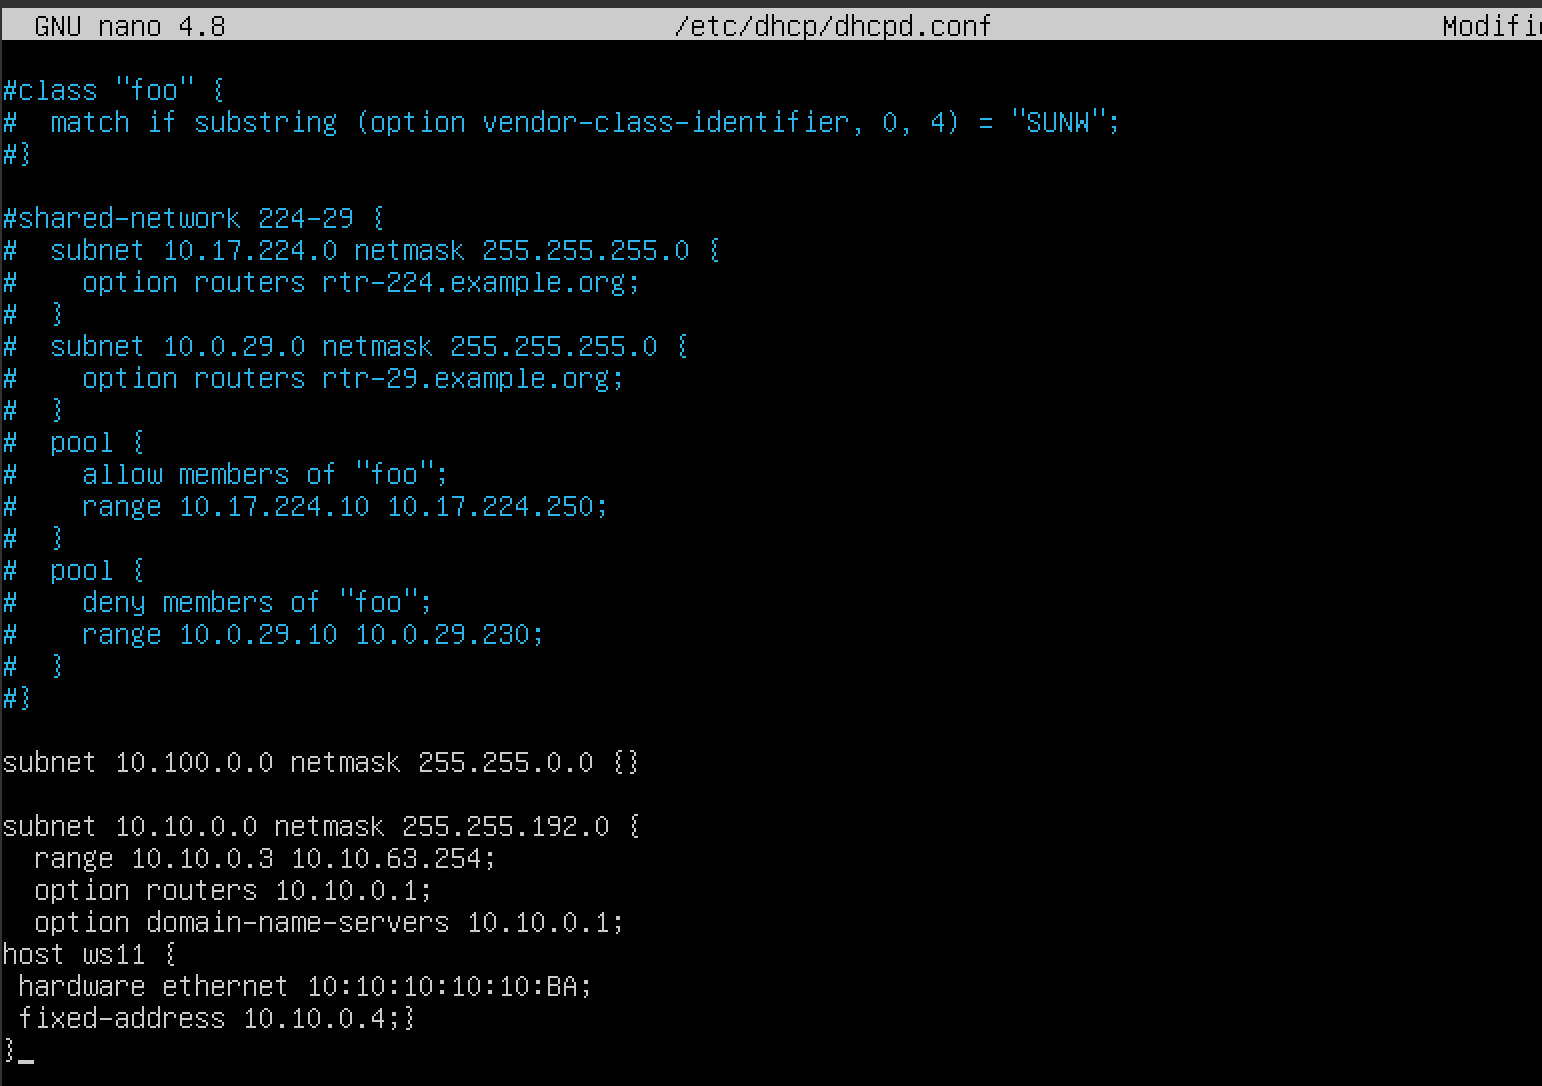 GNU nano 4.8 /etc/dhcp/dhcpd.conf Modifi
#class "foo" {
#  match if substring (option vendor-class-identifier, 0, 4) = "SUNW";
#}
#shared-network 224-29 {
#  subnet 10.17.224.0 netmask 255.255.255.0 {
#    option routers rtr-224.example.org;
#  }
#  subnet 10.0.29.0 netmask 255.255.255.0 {
#    option routers rtr-29.example.org;
#  }
#  pool {
#    allow members of "foo";
#    range 10.17.224.10 10.17.224.250;
#  }
#  pool {
#    deny members of "foo";
#    range 10.0.29.10 10.0.29.230;
#  }
#}
subnet 10.100.0.0 netmask 255.255.0.0 {}
subnet 10.10.0.0 netmask 255.255.192.0 {
  range 10.10.0.3 10.10.63.254;
  option routers 10.10.0.1;
  option domain-name-servers 10.10.0.1;
host ws11 {
 hardware ethernet 10:10:10:10:10:BA;
 fixed-address 10.10.0.4;}
}_